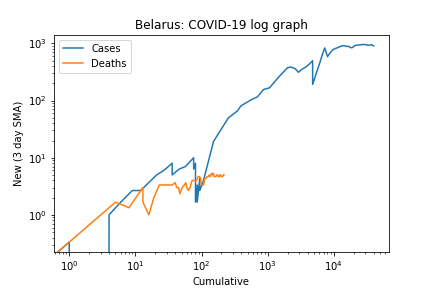 Belarus: COVID-19 log graph
Cases
Deaths
New (3 day SMA)
10³
10²
10¹
10⁰
10⁰ 10¹ 10² 10³ 10⁴
Cumulative